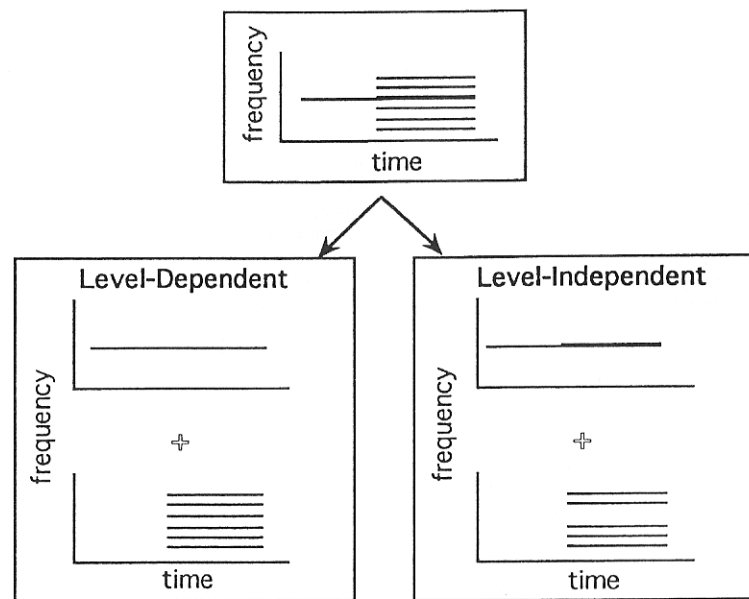 frequency
time
Level-Dependent
frequency
+
time
Level-Independent
frequency
+
time